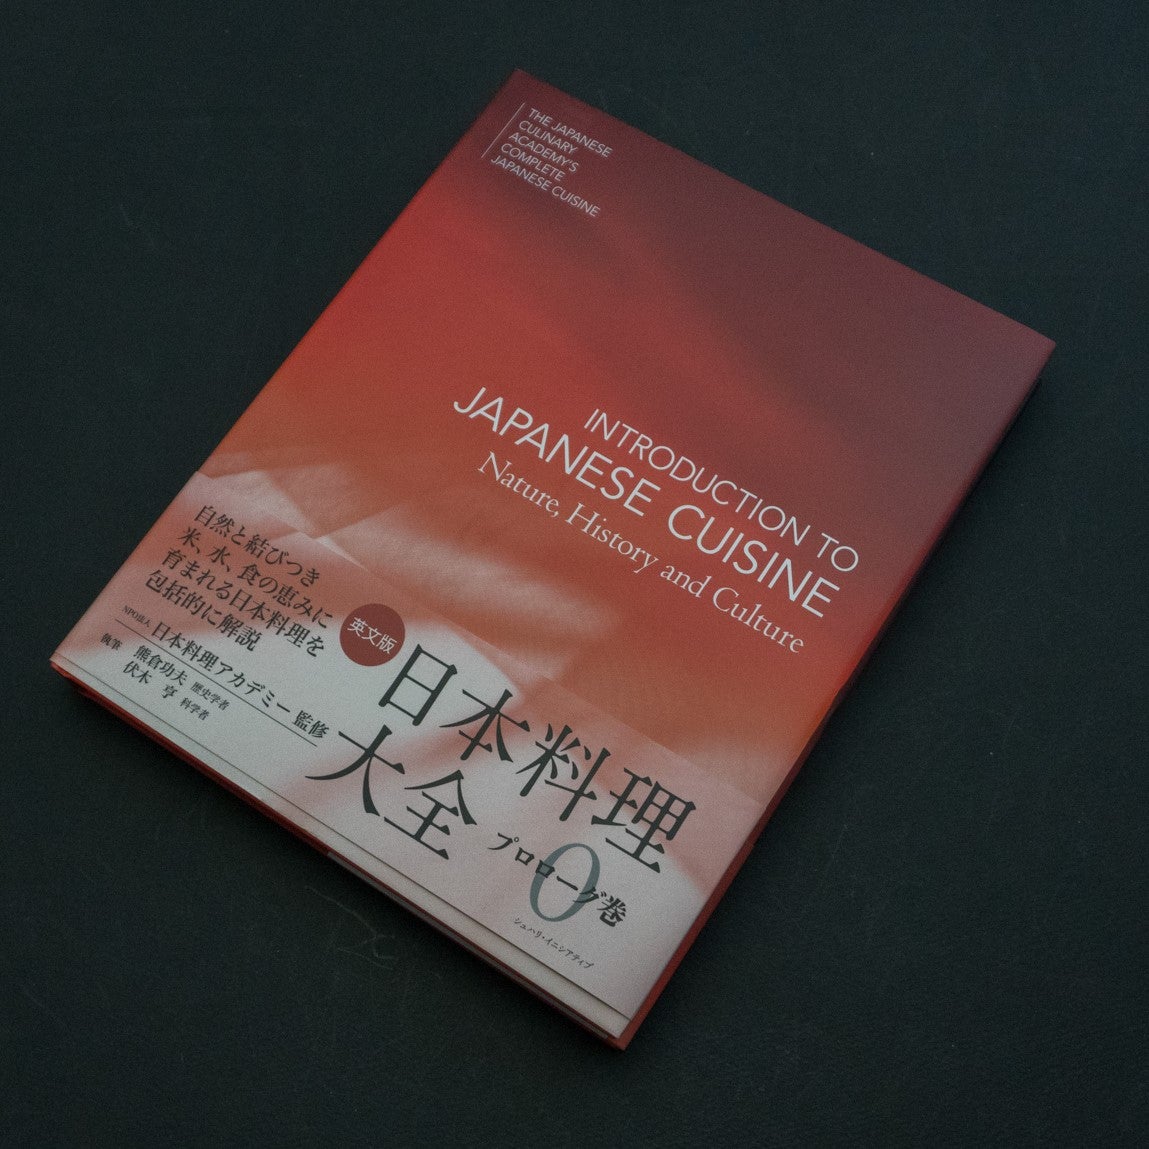 THE JAPANESE
CULINARY
ACADEMY'S
COMPLETE
JAPANESE CUISINE
INTRODUCTION TO
JAPANESE CUISINE
Nature, History and Culture
自然と結びつき
米、水、食の恵みに
育まれる日本料理を
包括的に解説
NPO法人 日本料理アカデミー 監修
執筆 熊倉功夫 歴史学者
伏木 亨 科学者
英文版
日本料理
大全
プロローグ巻
0
シュハリ・イニシアティブ